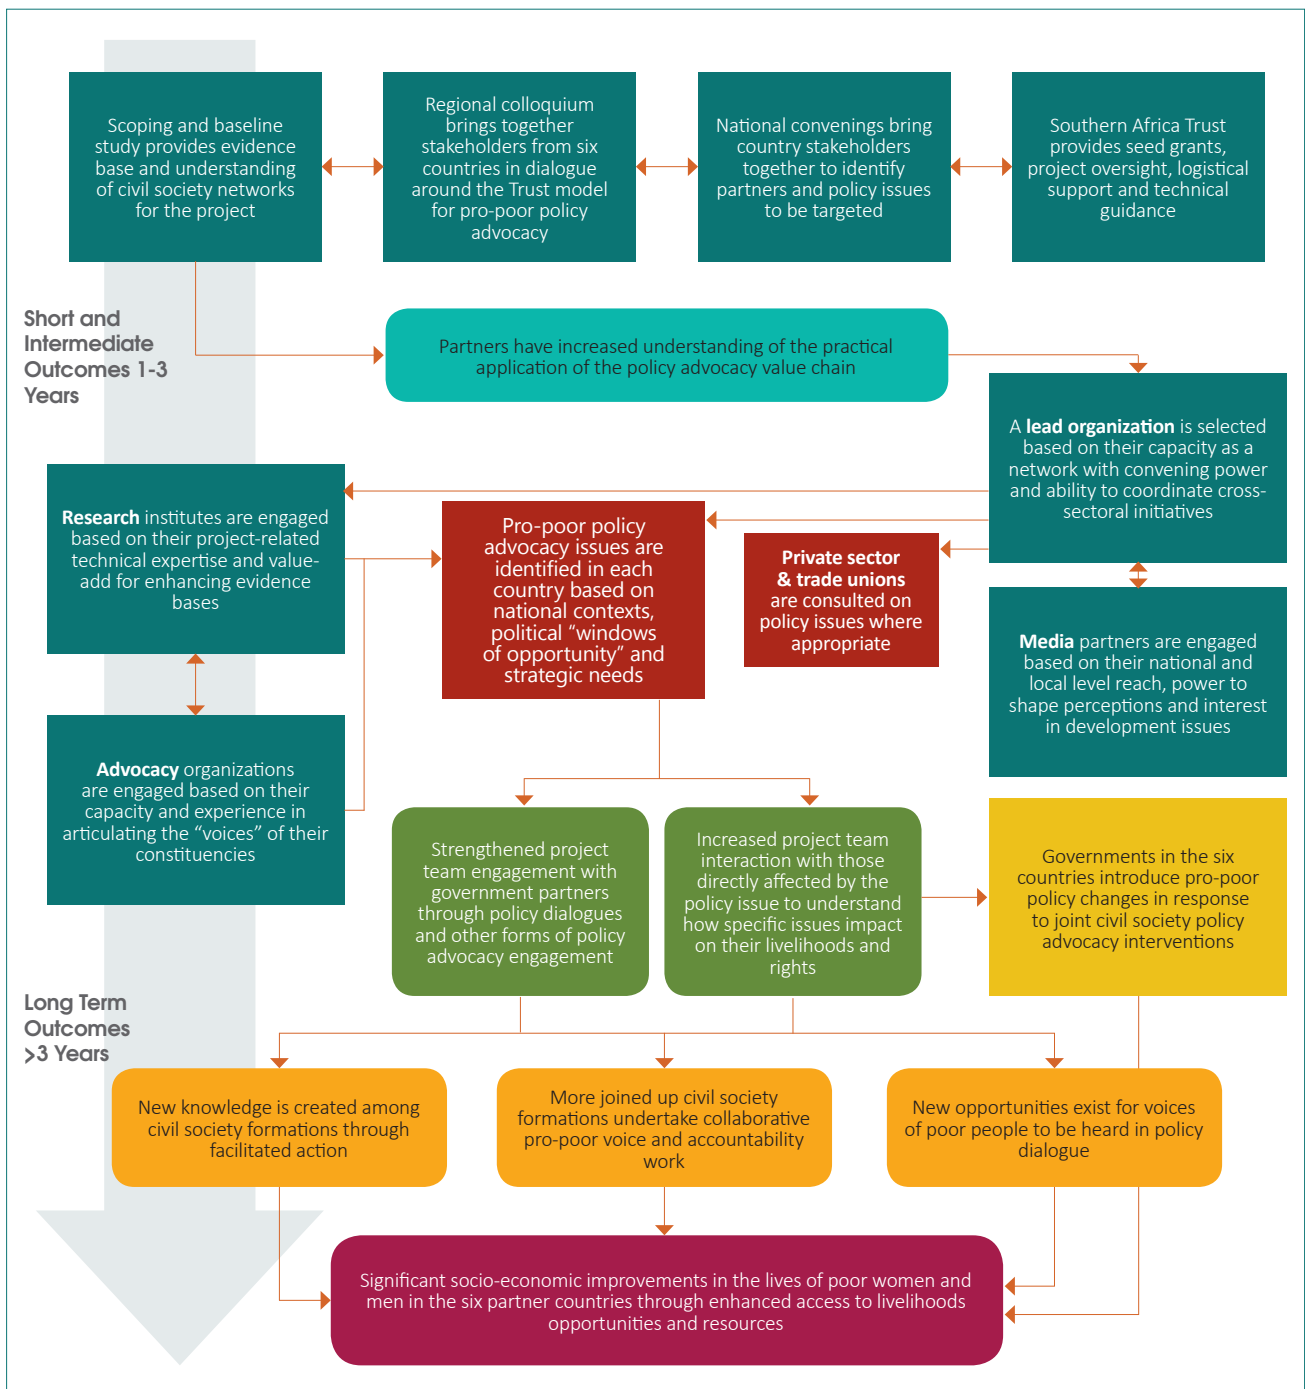 Scoping and baseline
study provides evidence
base and understanding
of civil society networks
for the project
Regional colloquium
brings together
stakeholders from six
countries in dialogue
around the Trust model
for pro-poor policy
advocacy
National convenings bring
country stakeholders
together to identify
partners and policy issues
to be targeted
Southern Africa Trust
provides seed grants,
project oversight, logistical
support and technical
guidance
Short and
Intermediate
Outcomes 1-3
Years
Partners have increased understanding of the practical
application of the policy advocacy value chain
A lead organization is selected
based on their capacity as a
network with convening power
and ability to coordinate cross-
sectoral initiatives
Research institutes are engaged
based on their project-related
technical expertise and value-
add for enhancing evidence
bases
Pro-poor policy
advocacy issues are
identified in each
country based on
national contexts,
political “windows
of opportunity” and
strategic needs
Private sector
& trade unions
are consulted on
policy issues where
appropriate
Media partners are engaged
based on their national and
local level reach, power to
shape perceptions and interest
in development issues
Advocacy organizations
are engaged based on their
capacity and experience in
articulating the “voices” of their
constituencies
Strengthened project
team engagement with
government partners
through policy dialogues
and other forms of policy
advocacy engagement
Increased project team
interaction with those
directly affected by the
policy issue to understand
how specific issues impact
on their livelihoods and
rights
Governments in the six
countries introduce pro-poor
policy changes in response
to joint civil society policy
advocacy interventions
Long Term
Outcomes
>3 Years
New knowledge is created among
civil society formations through
facilitated action
More joined up civil society
formations undertake collaborative
pro-poor voice and accountability
work
New opportunities exist for voices
of poor people to be heard in policy
dialogue
Significant socio-economic improvements in the lives of poor women and
men in the six partner countries through enhanced access to livelihoods
opportunities and resources